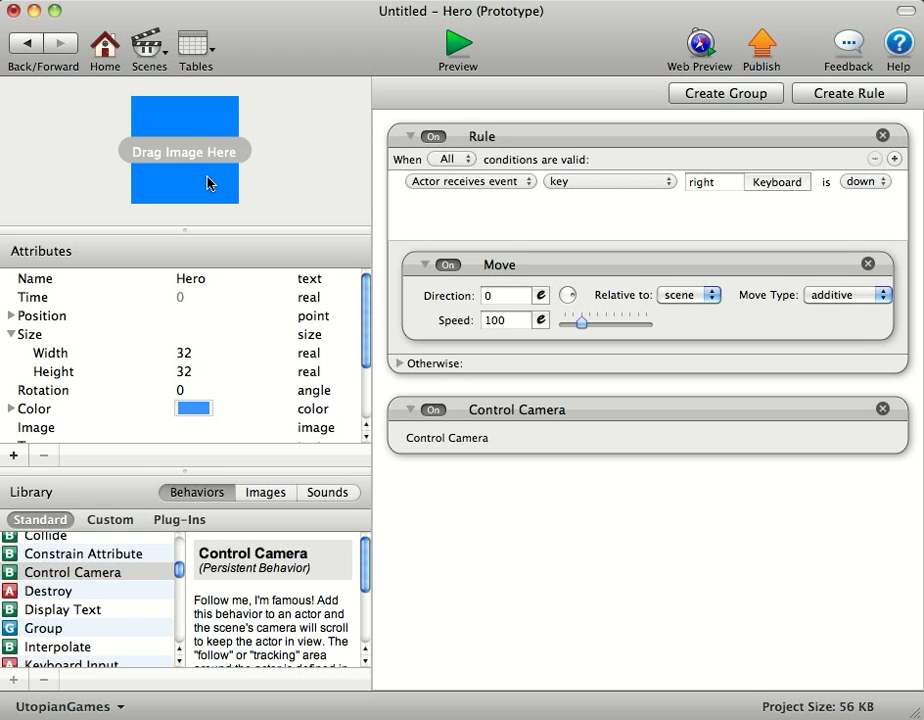 Untitled – Hero (Prototype)
Back/Forward Home Scenes Tables Preview Web Preview Publish Feedback Help
Create Group Create Rule
Drag Image Here
On Rule
When All conditions are valid:
Actor receives event key right Keyboard is down
On Move
Direction: 0 e Relative to: scene Move Type: additive
Speed: 100 e
Otherwise:
On Control Camera
Control Camera
Attributes
Name Hero text
Time 0 real
Position point
Size size
Width 32 real
Height 32 real
Rotation 0 angle
Color color
Image image
Library Behaviors Images Sounds
Standard Custom Plug-Ins
B Collide
B Constrain Attribute
B Control Camera
A Destroy
B Display Text
G Group
B Interpolate
A Keyboard Input
Control Camera
(Persistent Behavior)
Follow me, I'm famous! Add
this behavior to an actor and
the scene's camera will scroll
to keep the actor in view. The
"follow" or "tracking" area
around the actor is defined in
UtopianGames
Project Size: 56 KB